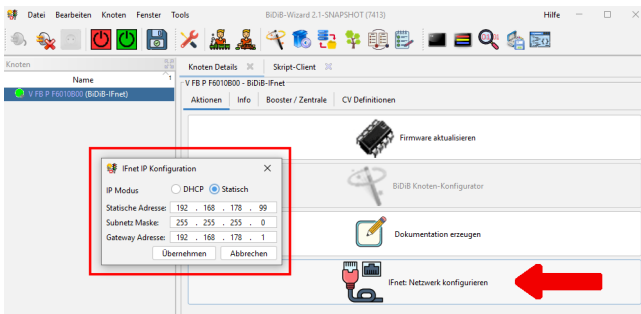 Datei Bearbeiten Knoten Fenster Tools BiDiB-Wizard 2.1-SNAPSHOT (7413) Hilfe
Knoten
Name 1
V FB P F6010B00 (BiDiB-IFnet)
Knoten Details Skript-Client
V FB P F6010B00 - BiDiB-IFnet
Aktionen Info Booster / Zentrale CV Definitionen
Firmware aktualisieren
BiDiB Knoten-Konfigurator
Dokumentation erzeugen
IFnet: Netzwerk konfigurieren
IFnet IP Konfiguration
IP Modus DHCP Statisch
Statische Adresse: 192 . 168 . 178 . 99
Subnetz Maske: 255 . 255 . 255 . 0
Gateway Adresse: 192 . 168 . 178 . 1
Übernehmen Abbrechen